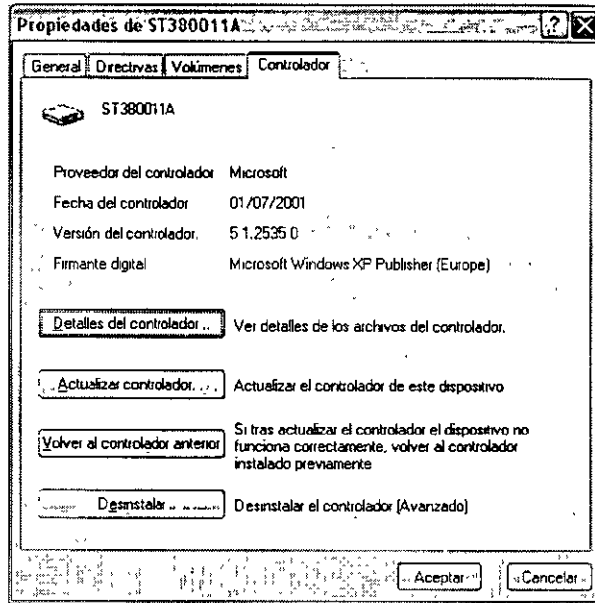 Propiedades de ST380011A
General Directivas Volúmenes Controlador
ST380011A
Proveedor del controlador Microsoft
Fecha del controlador 01/07/2001
Versión del controlador. 5 1.2535 0
Firmante digital Microsoft Windows XP Publisher (Europe)
Detalles del controlador .. Ver detalles de los archivos del controlador.
Actualizar controlador... Actualizar el controlador de este dispositivo
Volver al controlador anterior Si tras actualizar el controlador el dispositivo no
funciona correctamente, volver al controlador
instalado previamente
Desinstalar Desinstalar el controlador (Avanzado)
Aceptar Cancelar